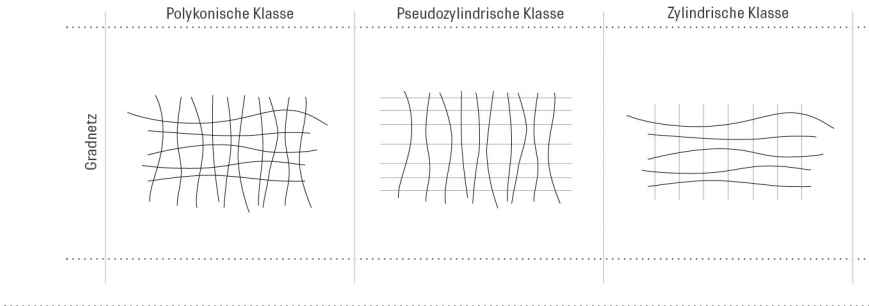 Polykonische Klasse
Pseudozylindrische Klasse
Zylindrische Klasse
Gradnetz